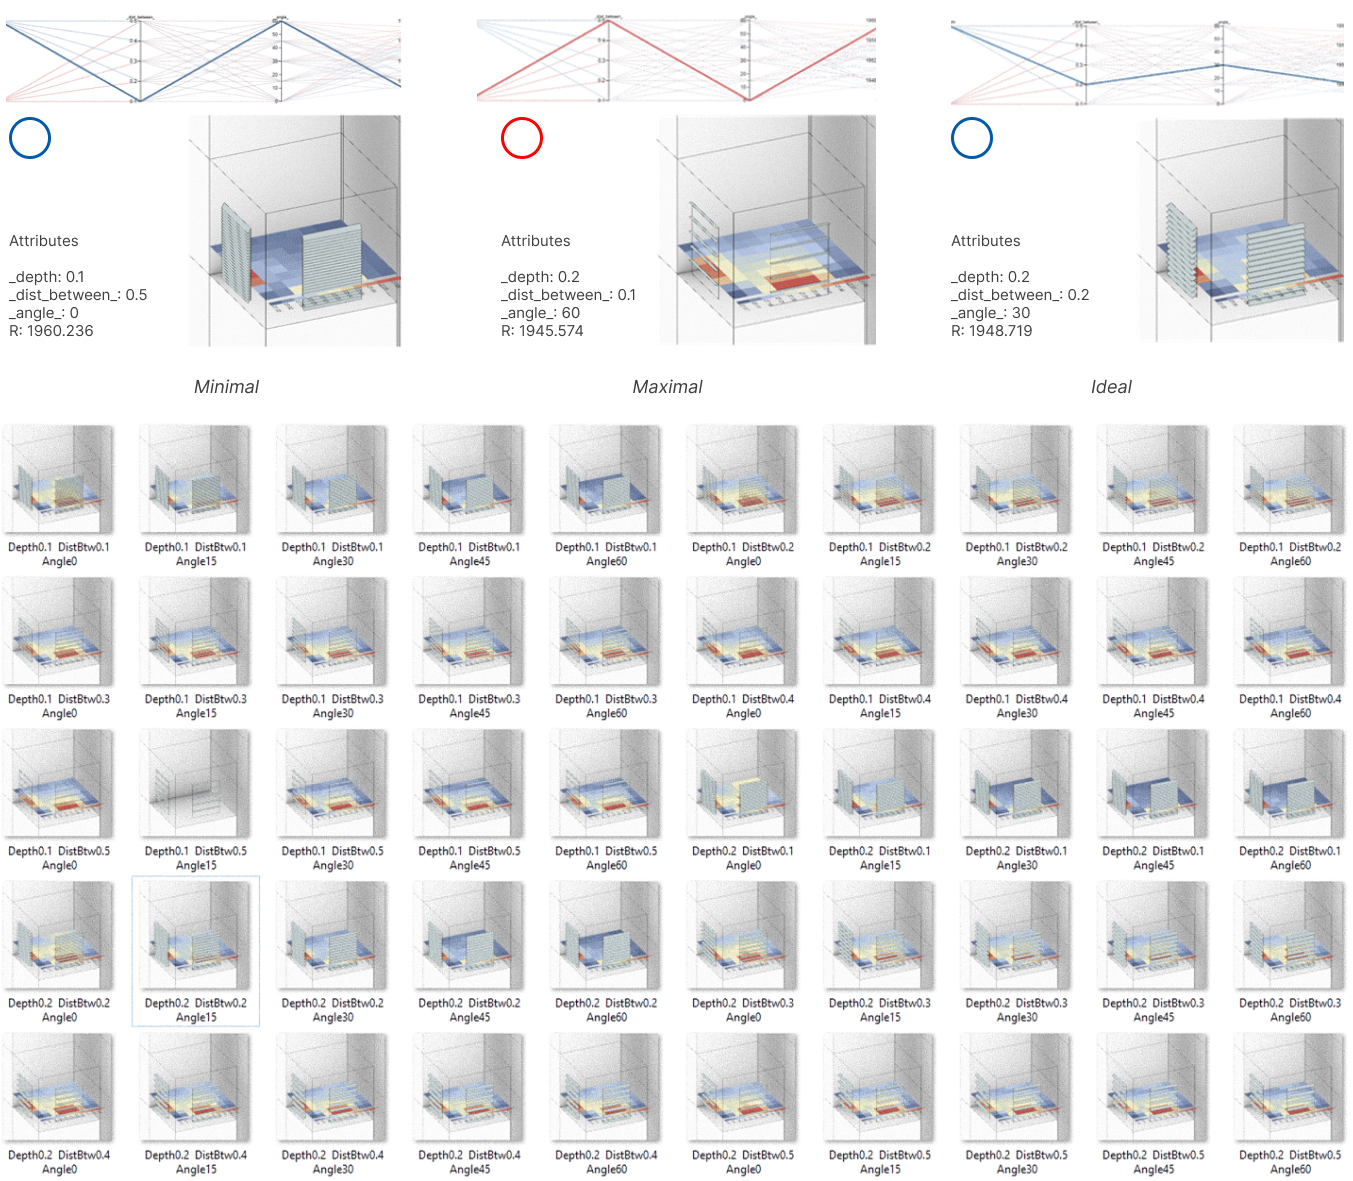 _dist_between_
_angle_
_dist_between_
_angle_
_dist_between_
_angle_
Attributes
_depth: 0.1
_dist_between_: 0.5
_angle_: 0
R: 1960.236
Attributes
_depth: 0.2
_dist_between_: 0.1
_angle_: 60
R: 1945.574
Attributes
_depth: 0.2
_dist_between_: 0.2
_angle_: 30
R: 1948.719
Minimal
Maximal
Ideal
Depth0.1 DistBtw0.1 Depth0.1 DistBtw0.1 Depth0.1 DistBtw0.1 Depth0.1 DistBtw0.1 Depth0.1 DistBtw0.1 Depth0.1 DistBtw0.2 Depth0.1 DistBtw0.2 Depth0.1 DistBtw0.2 Depth0.1 DistBtw0.2 Depth0.1 DistBtw0.2
Angle0 Angle15 Angle30 Angle45 Angle60 Angle0 Angle15 Angle30 Angle45 Angle60
Depth0.1 DistBtw0.3 Depth0.1 DistBtw0.3 Depth0.1 DistBtw0.3 Depth0.1 DistBtw0.3 Depth0.1 DistBtw0.3 Depth0.1 DistBtw0.4 Depth0.1 DistBtw0.4 Depth0.1 DistBtw0.4 Depth0.1 DistBtw0.4 Depth0.1 DistBtw0.4
Angle0 Angle15 Angle30 Angle45 Angle60 Angle0 Angle15 Angle30 Angle45 Angle60
Depth0.1 DistBtw0.5 Depth0.1 DistBtw0.5 Depth0.1 DistBtw0.5 Depth0.1 DistBtw0.5 Depth0.1 DistBtw0.5 Depth0.2 DistBtw0.1 Depth0.2 DistBtw0.1 Depth0.2 DistBtw0.1 Depth0.2 DistBtw0.1 Depth0.2 DistBtw0.1
Angle0 Angle15 Angle30 Angle45 Angle60 Angle0 Angle15 Angle30 Angle45 Angle60
Depth0.2 DistBtw0.2 Depth0.2 DistBtw0.2 Depth0.2 DistBtw0.2 Depth0.2 DistBtw0.2 Depth0.2 DistBtw0.2 Depth0.2 DistBtw0.3 Depth0.2 DistBtw0.3 Depth0.2 DistBtw0.3 Depth0.2 DistBtw0.3 Depth0.2 DistBtw0.3
Angle0 Angle15 Angle30 Angle45 Angle60 Angle0 Angle15 Angle30 Angle45 Angle60
Depth0.2 DistBtw0.4 Depth0.2 DistBtw0.4 Depth0.2 DistBtw0.4 Depth0.2 DistBtw0.4 Depth0.2 DistBtw0.4 Depth0.2 DistBtw0.5 Depth0.2 DistBtw0.5 Depth0.2 DistBtw0.5 Depth0.2 DistBtw0.5 Depth0.2 DistBtw0.5
Angle0 Angle15 Angle30 Angle45 Angle60 Angle0 Angle15 Angle30 Angle45 Angle60